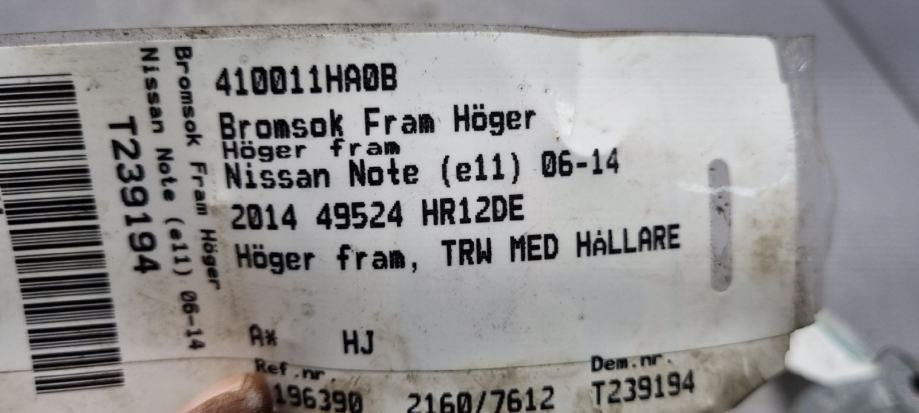 410011HA0B
Bromsok Fram Höger
Höger fram
Nissan Note (e11) 06-14
2014 49524 HR12DE
Höger fram, TRW MED HÅLLARE
A* HJ
Ref.nr. Dem.nr.
196390 2160/7612 T239194
Bromsok Fram Höger
Nissan Note (e11) 06-14
T239194